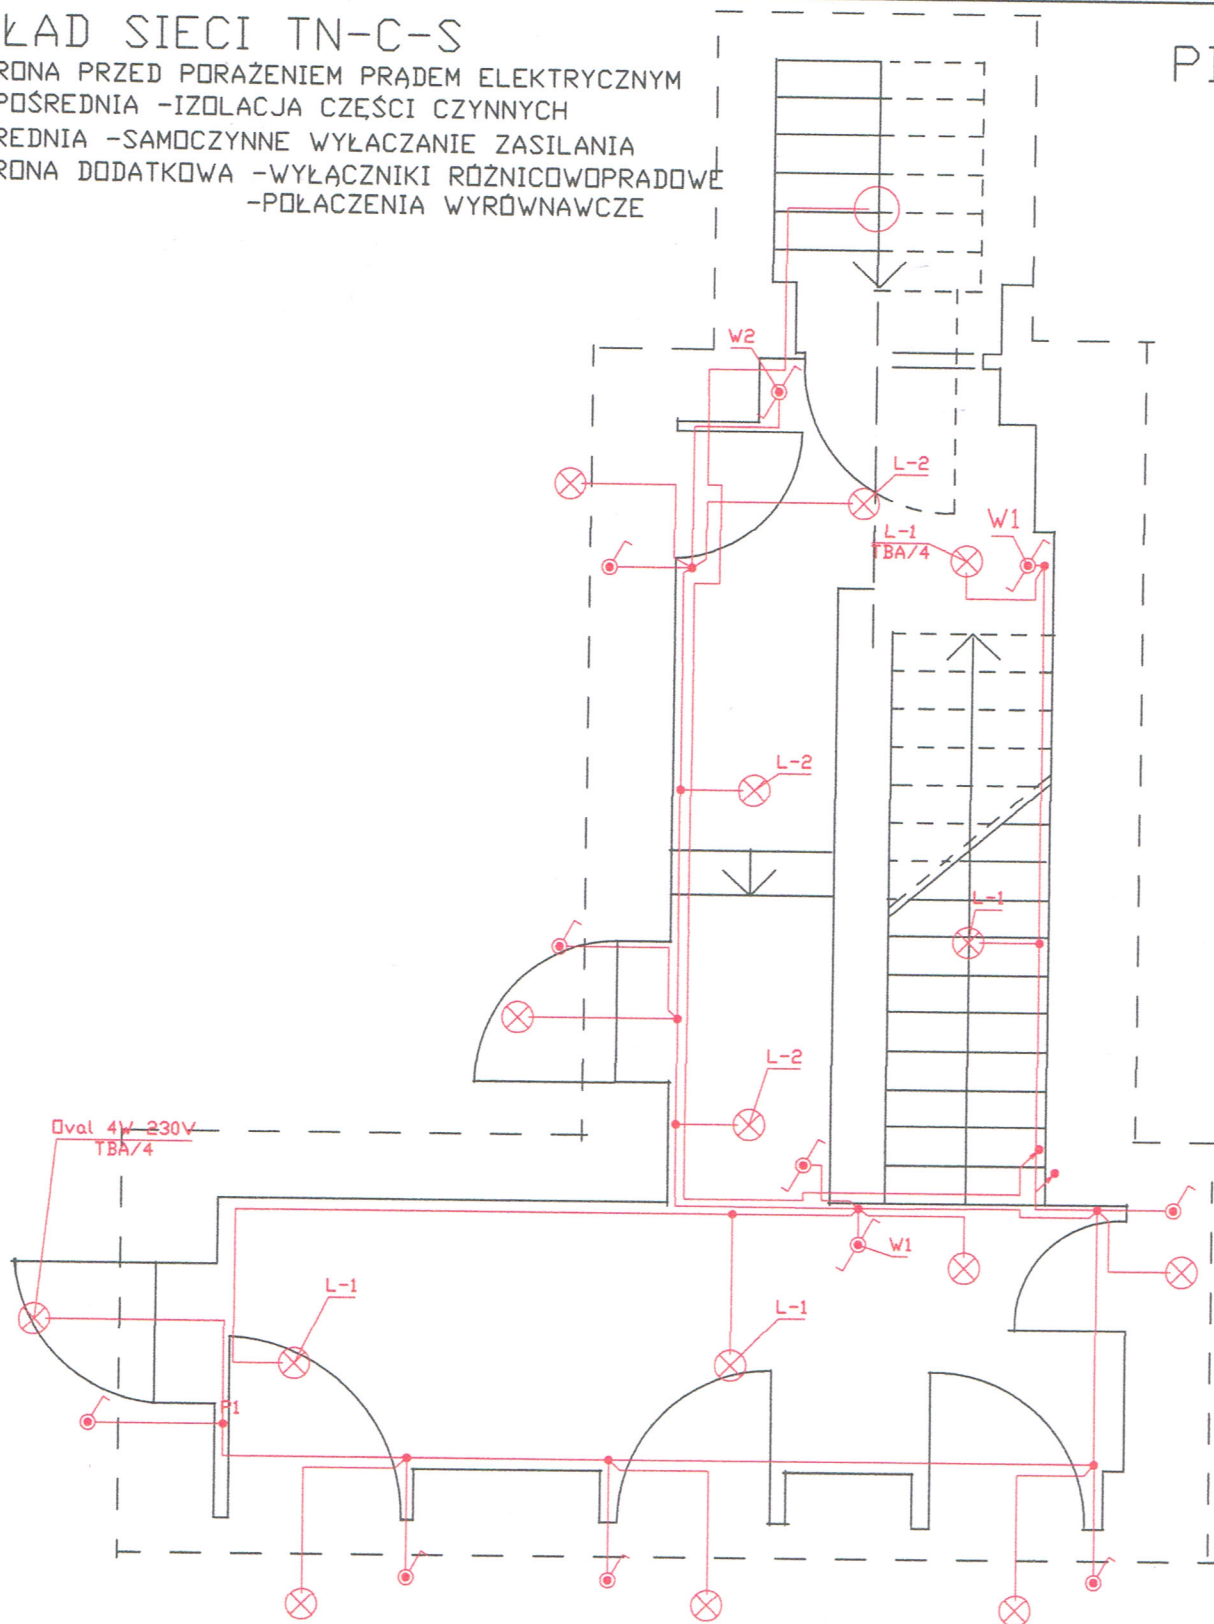 ŁAD SIECI TN-C-S
RONA PRZED PORAŻENIEM PRĄDEM ELEKTRYCZNYM
POŚREDNIA -IZOLACJA CZĘŚCI CZYNNYCH
REDNIA -SAMOCZYNNE WYŁACZANIE ZASILANIA
RONA DODATKOWA -WYŁĄCZNIKI RÓŻNICOWOPRADOWE
-POŁACZENIA WYRÓWNAWCZE
W2
L-2
L-1
TBA/4
W1
L-2
L-1
L-2
Oval 4W 230V
TBA/4
W1
L-1
L-1
P1